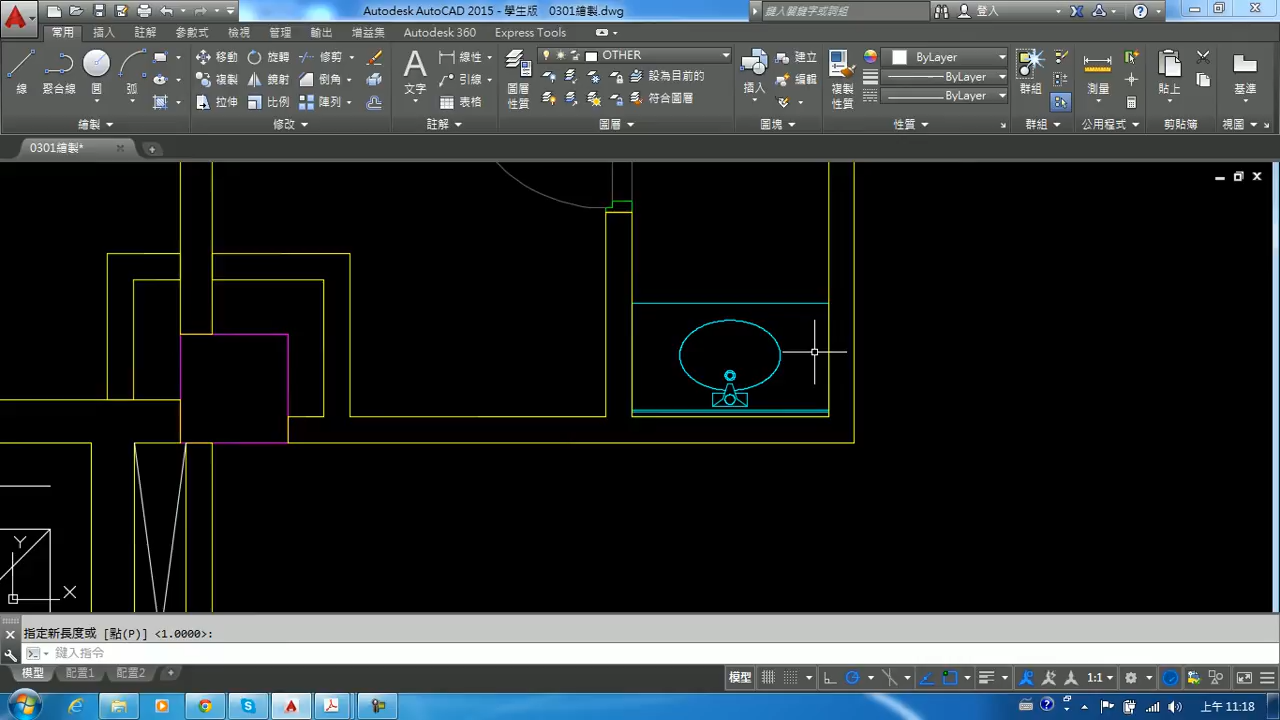 Autodesk AutoCAD 2015 - 學生版 0301繪製.dwg
鍵入關鍵字或詞組
登入
常用 插入 註解 參數式 檢視 管理 輸出 增益集 Autodesk 360 Express Tools
線 聚合線 圓 弧
移動 旋轉 修剪
複製 鏡射 倒角
拉伸 比例 陣列
文字
線性
引線
表格
圖層性質
OTHER
設為目前的
符合圖層
插入
建立
編輯
複製性質
ByLayer
ByLayer
ByLayer
群組 測量 貼上 基準
繪製 修改 註解 圖層 圖塊 性質 群組 公用程式 剪貼簿 視圖
0301繪製*
Y
X
指定新長度或 [點(P)] <1.0000>:
鍵入指令
模型 配置1 配置2
模型
1:1
上午 11:18